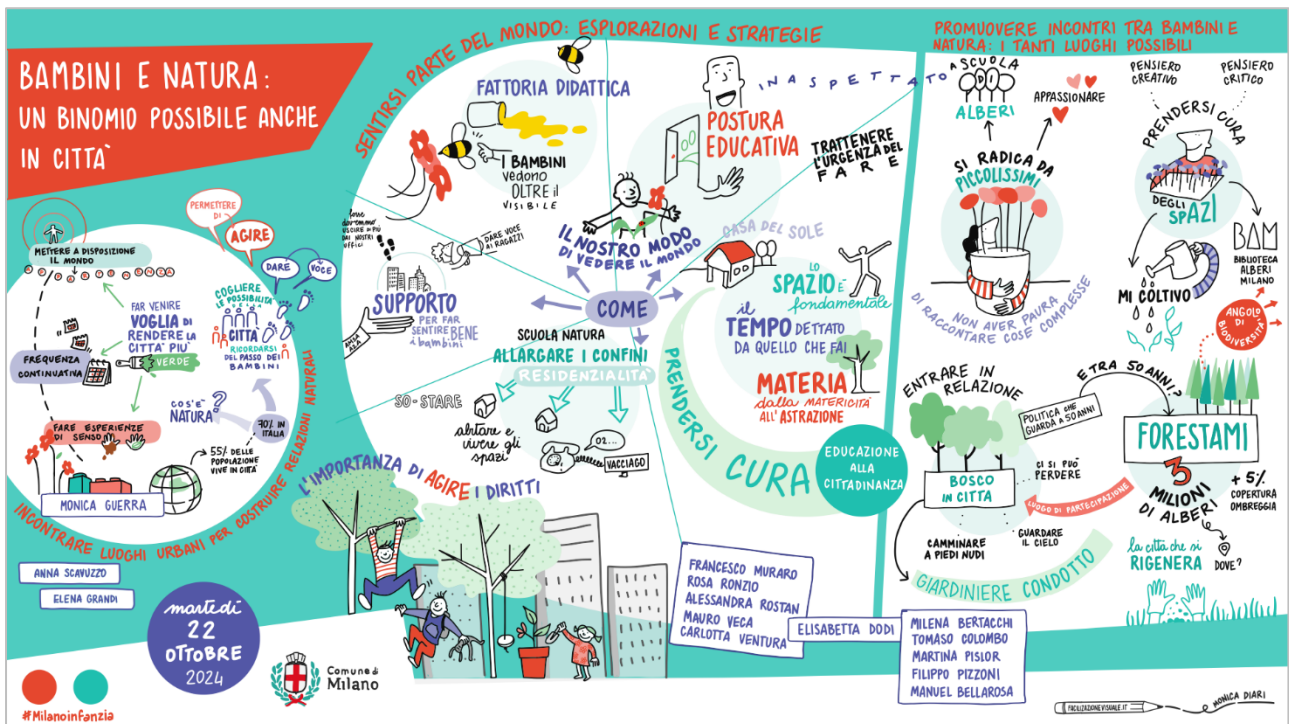 BAMBINI E NATURA:
UN BINOMIO POSSIBILE ANCHE
IN CITTÀ
PERMETTERE
DI
AGIRE
METTERE A DISPOSIZIONE
IL MONDO
DARE
VOCE
COGLIERE
LE POSSIBILITÀ
DELLA
CITTÀ
RICORDARSI
DEL PASSO DEI
BAMBINI
FAR VENIRE
VOGLIA DI
RENDERE LA
CITTÀ PIÙ
VERDE
FREQUENZA
CONTINUATIVA
COS'È
NATURA?
70% IN
ITALIA
FARE ESPERIENZE
DI SENSO
55% DELLE
POPOLAZIONE
VIVE IN CITTÀ
MONICA GUERRA
INCONTRARE LUOGHI URBANI PER COSTRUIRE RELAZIONI NATURALI
ANNA SCAVUZZO
ELENA GRANDI
martedì
22
OTTOBRE
2024
Comune di
Milano
#Milanoinfanzia
SENTIRSI PARTE DEL MONDO: ESPLORAZIONI E STRATEGIE
FATTORIA DIDATTICA
I BAMBINI
vedono
OLTRE il
VISIBILE
INASPETTATO
POSTURA
EDUCATIVA
TRATTENERE
L'URGENZA DEL
FARE
DARE VOCE
AI RAGAZZI
IL NOSTRO MODO
DI VEDERE IL MONDO
SUPPORTO
PER FAR
SENTIRE BENE
i bambini
COME
CASA DEL SOLE
LO
SPAZIO È
fondamentale
il
TEMPO DETTATO
DA QUELLO CHE FAI
MATERIA
dalla MATERICITÀ
ALL'ASTRAZIONE
SCUOLA NATURA
ALLARGARE I CONFINI
RESIDENZIALITÀ
SO-STARE
abitare e
vivere gli
spazi
02...
VACCIAGO
PRENDERSI CURA
EDUCAZIONE
ALLA
CITTADINANZA
L'IMPORTANZA DI AGIRE I DIRITTI
FRANCESCO MURARO
ROSA RONZIO
ALESSANDRA ROSTAN
MAURO VECA
CARLOTTA VENTURA
ELISABETTA DODI
PROMUOVERE INCONTRI TRA BAMBINI E
NATURA: I TANTI LUOGHI POSSIBILI
A SCUOLA
DI
ALBERI
APPASSIONARE
SI RADICA DA
PICCOLISSIMI
NON AVER PAURA
DI RACCONTARE COSE COMPLESSE
PENSIERO
CREATIVO
PENSIERO
CRITICO
PRENDERSI CURA
DEGLI SPAZI
BAM
BIBLIOTECA
ALBERI
MILANO
MI COLTIVO
ANGOLO
DI
BIODIVERSITÀ
ENTRARE IN
RELAZIONE
E TRA 50 ANNI?
POLITICA CHE
GUARDA A 50 ANNI
BOSCO
IN CITTÀ
CI SI PUÒ
PERDERE
LUOGO DI PARTECIPAZIONE
GUARDARE
IL CIELO
CAMMINARE
A PIEDI NUDI
GIARDINIERE CONDOTTO
FORESTAMI
3
MILIONI
DI ALBERI
+ 5%
COPERTURA
OMBREGGIA
la città che si
RIGENERA
DOVE?
MILENA BERTACCHI
TOMASO COLOMBO
MARTINA PISLOR
FILIPPO PIZZONI
MANUEL BELLAROSA
FACILITAZIONEVISUALE.IT
MONICA DIARI